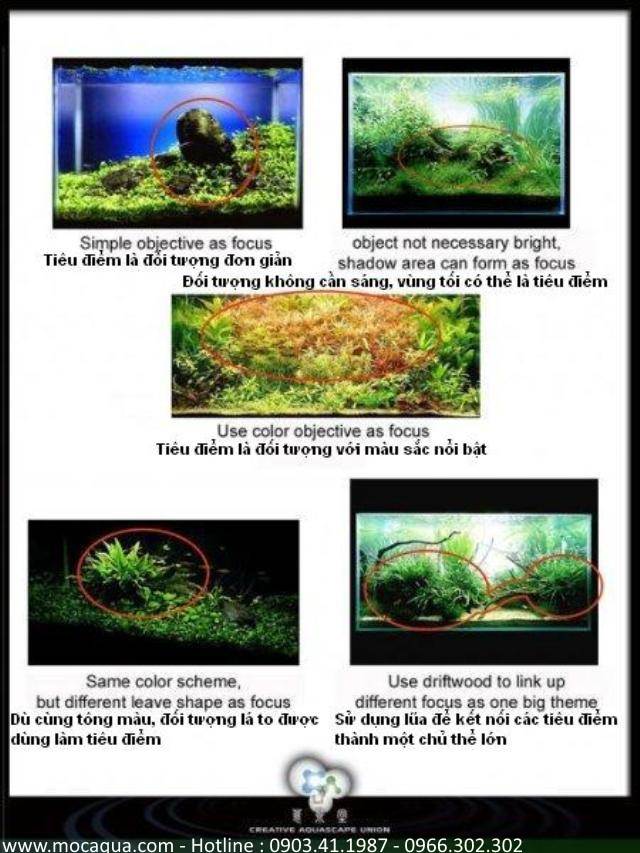 Simple objective as focus
Tiêu điểm là đối tượng đơn giản
object not necessary bright,
shadow area can form as focus
Đối tượng không cần sáng, vùng tối có thể là tiêu điểm
Use color objective as focus
Tiêu điểm là đối tượng với màu sắc nổi bật
Same color scheme,
but different leave shape as focus
Dù cùng tông màu, đối tượng lá to được
dùng làm tiêu điểm
Use driftwood to link up
different focus as one big theme
Sử dụng lũa để kết nối các tiêu điểm
thành một chủ thể lớn
CREATIVE AQUASCAPE UNION
www.mocaqua.com - Hotline : 0903.41.1987 - 0966.302.302